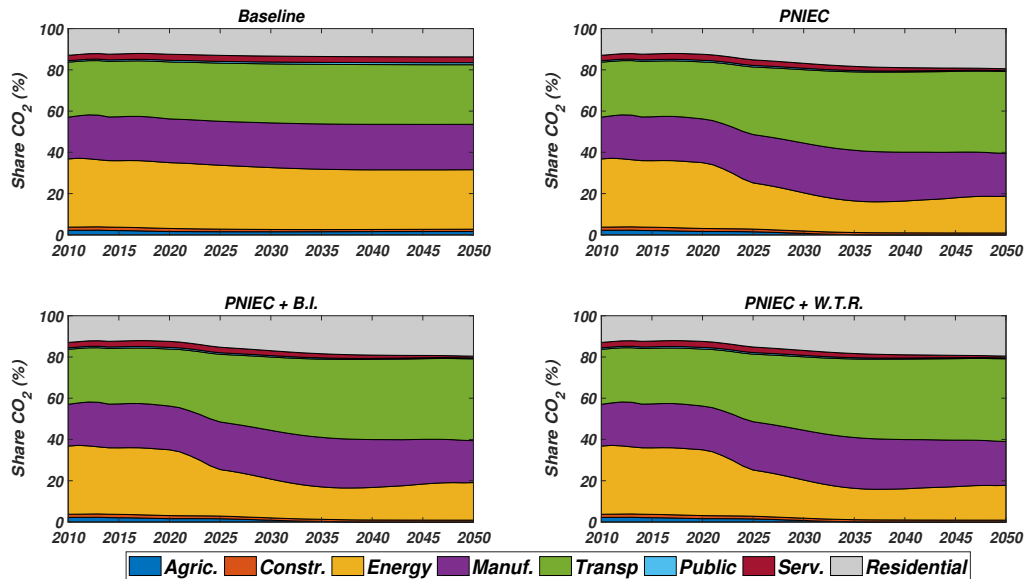 Baseline
Share CO2 (%)
100
80
60
40
20
0
2010 2015 2020 2025 2030 2035 2040 2045 2050
PNIEC
Share CO2 (%)
100
80
60
40
20
0
2010 2015 2020 2025 2030 2035 2040 2045 2050
PNIEC + B.I.
Share CO2 (%)
100
80
60
40
20
0
2010 2015 2020 2025 2030 2035 2040 2045 2050
PNIEC + W.T.R.
Share CO2 (%)
100
80
60
40
20
0
2010 2015 2020 2025 2030 2035 2040 2045 2050
Agric. Constr. Energy Manuf. Transp Public Serv. Residential